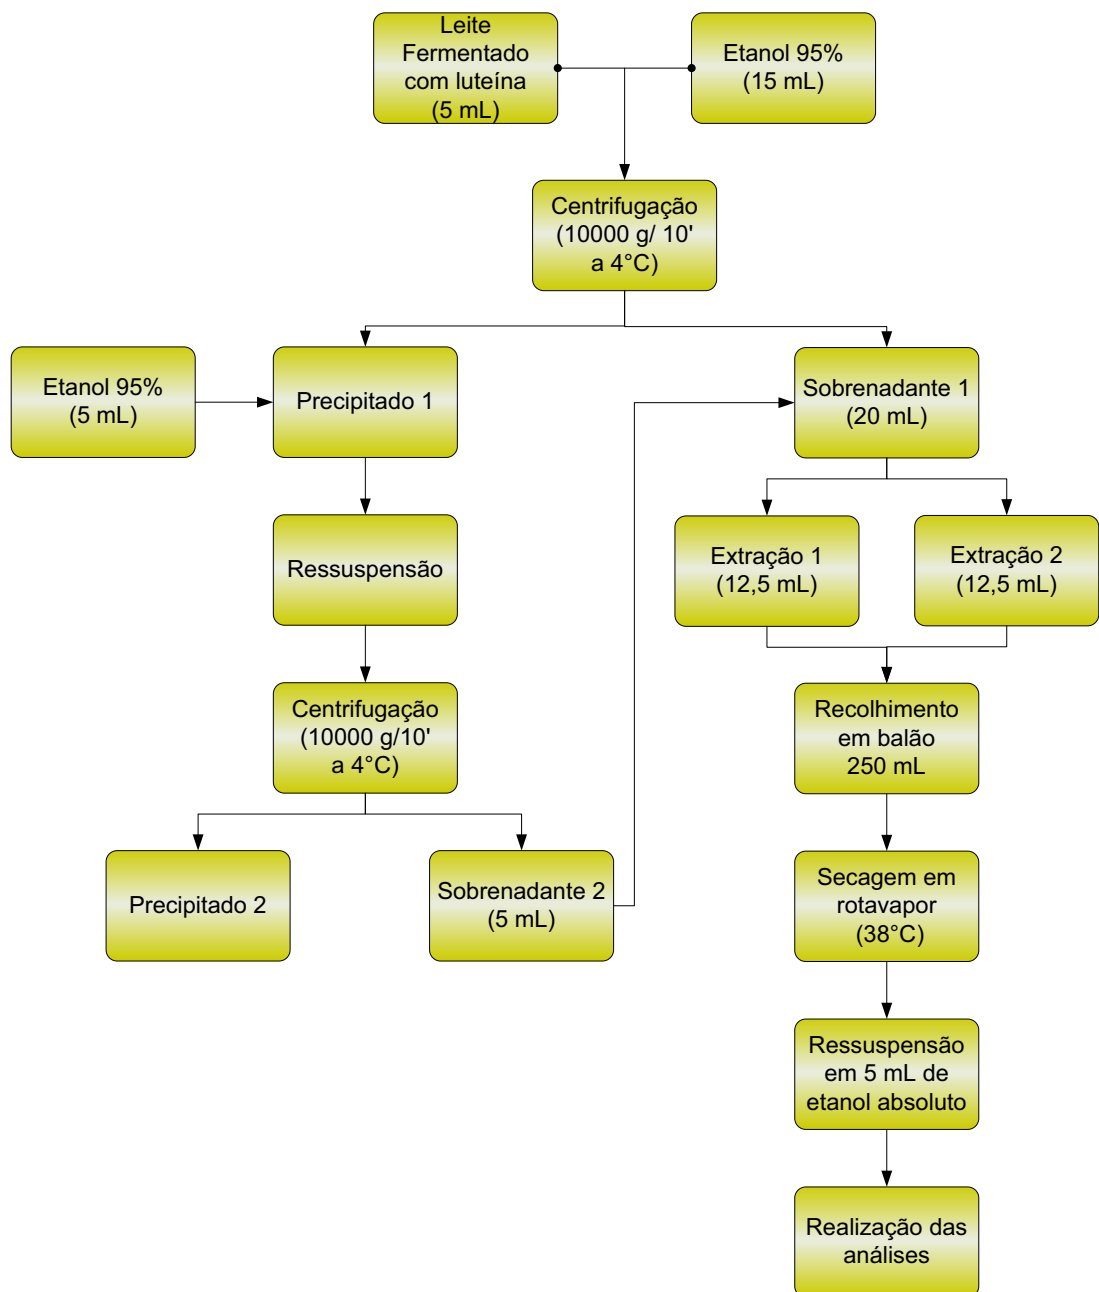 Leite
Fermentado
com luteína
(5 mL)
Etanol 95%
(15 mL)
Centrifugação
(10000 g/ 10'
a 4°C)
Etanol 95%
(5 mL)
Precipitado 1
Sobrenadante 1
(20 mL)
Ressuspensão
Extração 1
(12,5 mL)
Extração 2
(12,5 mL)
Centrifugação
(10000 g/10'
a 4°C)
Recolhimento
em balão
250 mL
Precipitado 2
Sobrenadante 2
(5 mL)
Secagem em
rotavapor
(38°C)
Ressuspensão
em 5 mL de
etanol absoluto
Realização das
análises